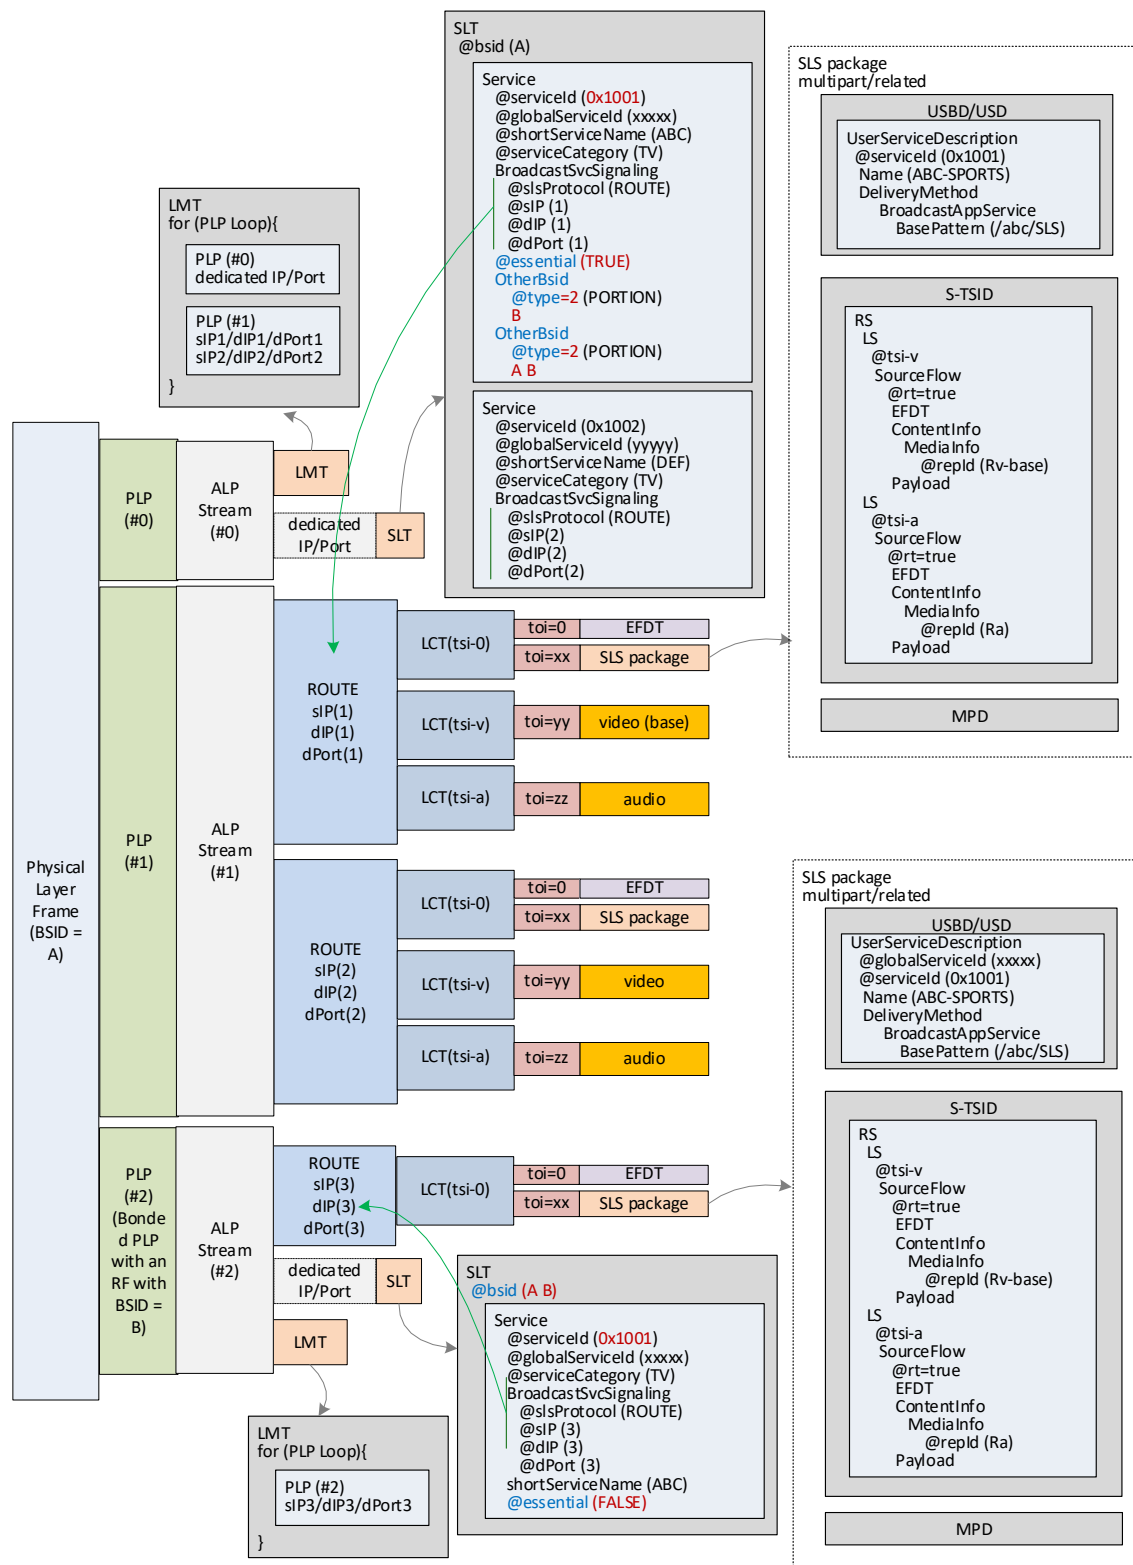 SLT
@bsid (A)
Service
@serviceId (0x1001)
@globalServiceId (xxxxx)
@shortServiceName (ABC)
@serviceCategory (TV)
BroadcastSvcSignaling
@slsProtocol (ROUTE)
@sIP (1)
@dIP (1)
@dPort (1)
@essential (TRUE)
OtherBsid
@type=2 (PORTION)
B
OtherBsid
@type=2 (PORTION)
A B
Service
@serviceId (0x1002)
@globalServiceId (yyyyy)
@shortServiceName (DEF)
@serviceCategory (TV)
BroadcastSvcSignaling
@slsProtocol (ROUTE)
@sIP(2)
@dIP(2)
@dPort(2)
SLS package
multipart/related
USBD/USD
UserServiceDescription
@serviceId (0x1001)
Name (ABC-SPORTS)
DeliveryMethod
BroadcastAppService
BasePattern (/abc/SLS)
S-TSID
RS
LS
@tsi-v
SourceFlow
@rt=true
EFDT
ContentInfo
MediaInfo
@repId (Rv-base)
Payload
LS
@tsi-a
SourceFlow
@rt=true
EFDT
ContentInfo
MediaInfo
@repId (Ra)
Payload
MPD
LMT
for (PLP Loop){
PLP (#0)
dedicated IP/Port
PLP (#1)
sIP1/dIP1/dPort1
sIP2/dIP2/dPort2
}
Physical
Layer
Frame
(BSID =
A)
PLP
(#0)
ALP
Stream
(#0)
LMT
dedicated
IP/Port
SLT
PLP
(#1)
ALP
Stream
(#1)
ROUTE
sIP(1)
dIP(1)
dPort(1)
LCT(tsi-0)
toi=0
EFDT
toi=xx
SLS package
LCT(tsi-v)
toi=yy
video (base)
LCT(tsi-a)
toi=zz
audio
ROUTE
sIP(2)
dIP(2)
dPort(2)
LCT(tsi-0)
toi=0
EFDT
toi=xx
SLS package
LCT(tsi-v)
toi=yy
video
LCT(tsi-a)
toi=zz
audio
PLP
(#2)
(Bonde
d PLP
with an
RF with
BSID =
B)
ALP
Stream
(#2)
ROUTE
sIP(3)
dIP(3)
dPort(3)
LCT(tsi-0)
toi=0
EFDT
toi=xx
SLS package
dedicated
IP/Port
SLT
LMT
LMT
for (PLP Loop){
PLP (#2)
sIP3/dIP3/dPort3
}
SLT
@bsid (A B)
Service
@serviceId (0x1001)
@globalServiceId (xxxxx)
@serviceCategory (TV)
BroadcastSvcSignaling
@slsProtocol (ROUTE)
@sIP (3)
@dIP (3)
@dPort (3)
shortServiceName (ABC)
@essential (FALSE)
SLS package
multipart/related
USBD/USD
UserServiceDescription
@globalServiceId (xxxxx)
@serviceId (0x1001)
Name (ABC-SPORTS)
DeliveryMethod
BroadcastAppService
BasePattern (/abc/SLS)
S-TSID
RS
LS
@tsi-v
SourceFlow
@rt=true
EFDT
ContentInfo
MediaInfo
@repId (Rv-base)
Payload
LS
@tsi-a
SourceFlow
@rt=true
EFDT
ContentInfo
MediaInfo
@repId (Ra)
Payload
MPD